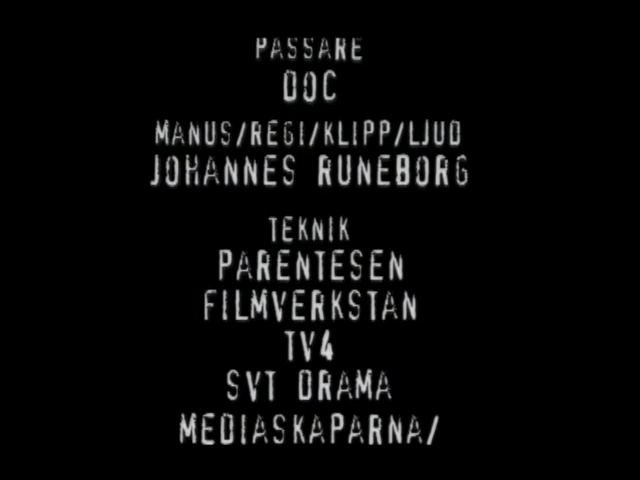 PASSARE
DOC
MANUS/REGI/KLIPP/LJUD
JOHANNES RUNEBORG
TEKNIK
PARENTESEN
FILMVERKSTAN
TV4
SVT DRAMA
MEDIASKAPARNA/